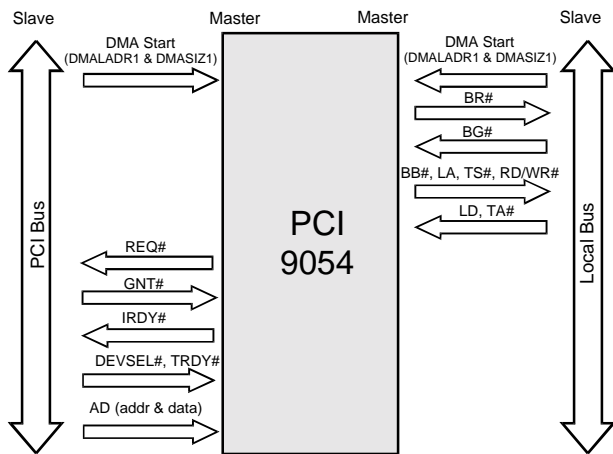 Slave
Master
Master
Slave
DMA Start
(DMALADR1 & DMASIZ1)
DMA Start
(DMALADR1 & DMASIZ1)
BR#
BG#
BB#, LA, TS#, RD/WR#
LD, TA#
PCI
9054
PCI Bus
Local Bus
REQ#
GNT#
IRDY#
DEVSEL#, TRDY#
AD (addr & data)